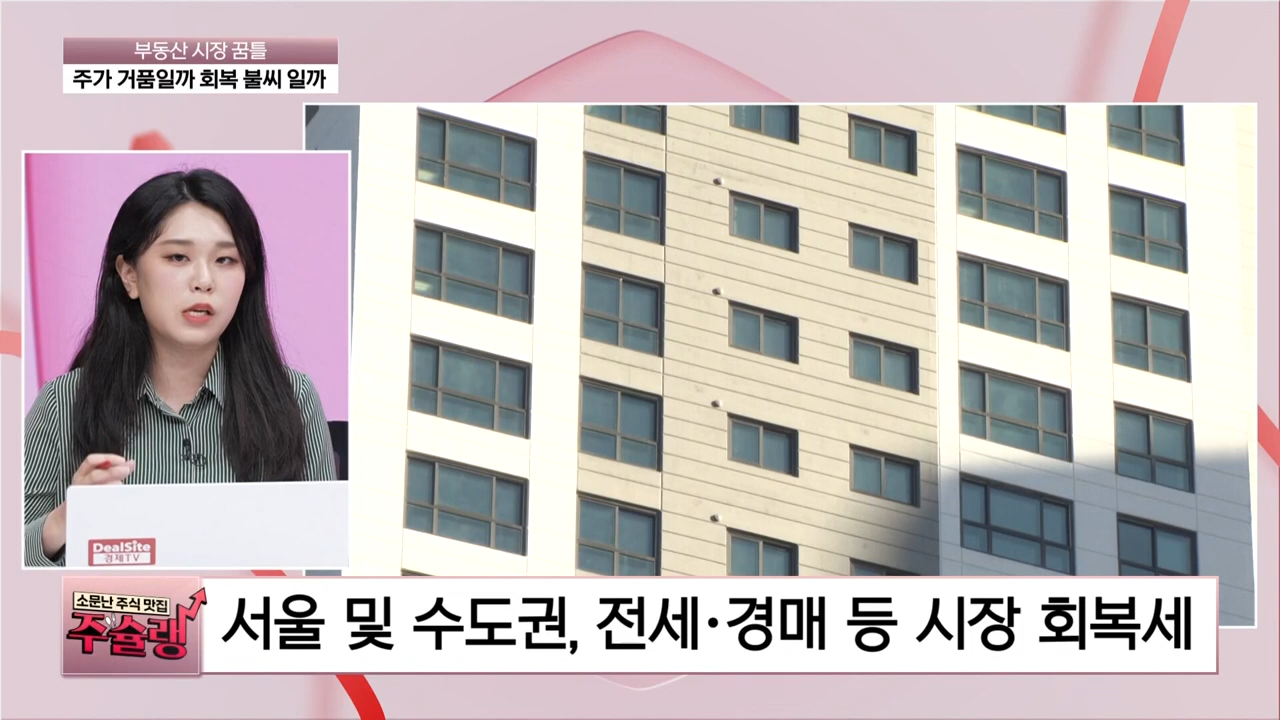 부동산 시장 꿈틀
주가 거품일까 회복 불씨 일까
DealSite
경제TV
소문난 주식 맛집
주슐랭
서울 및 수도권, 전세·경매 등 시장 회복세